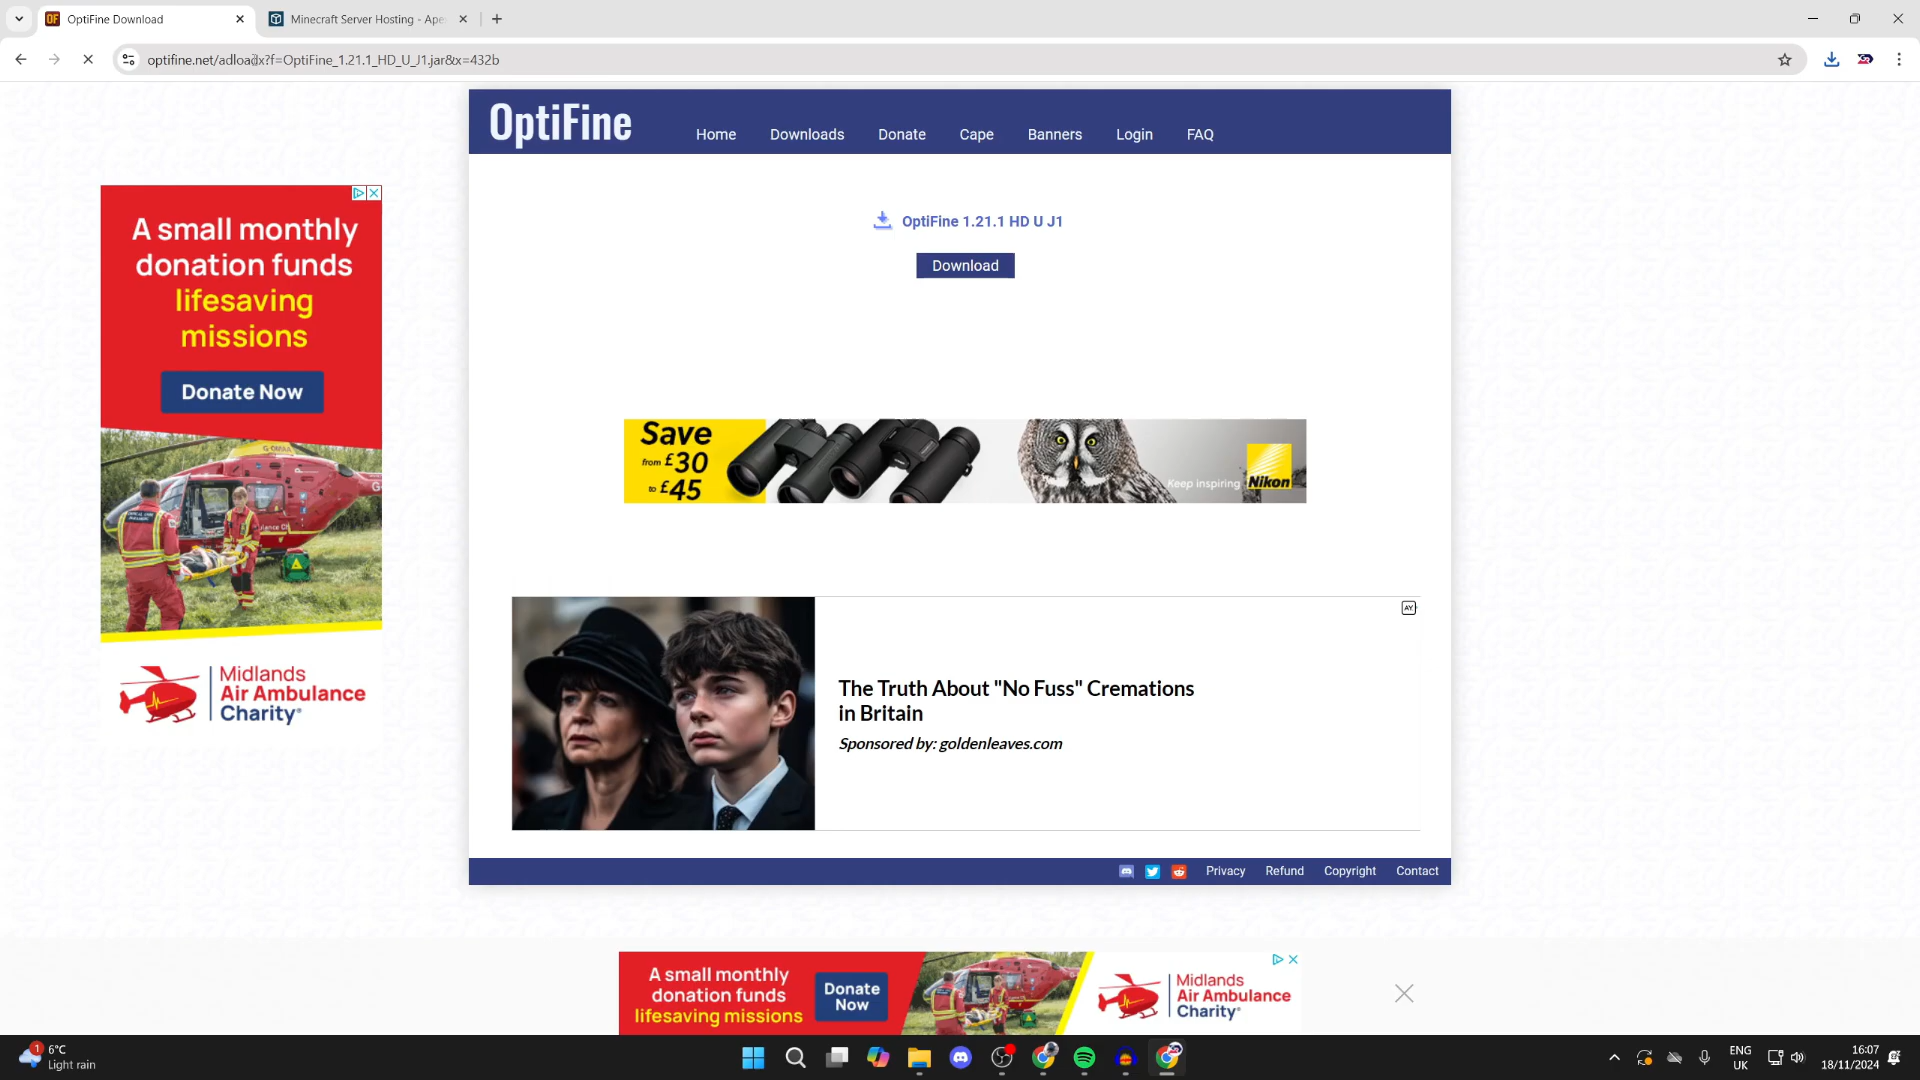 OptiFine Download
Minecraft Server Hosting - Ape
optifine.net/adloadx?f=OptiFine_1.21.1_HD_U_J1.jar&x=432b
OptiFine
Home
Downloads
Donate
Cape
Banners
Login
FAQ
OptiFine 1.21.1 HD U J1
Download
A small monthly
donation funds
lifesaving
missions
Donate Now
Midlands
Air Ambulance
Charity
Save
from £30
to £45
Keep inspiring
Nikon
AY
The Truth About "No Fuss" Cremations
in Britain
Sponsored by: goldenleaves.com
Privacy
Refund
Copyright
Contact
A small monthly
donation funds
lifesaving missions
Donate
Now
Midlands
Air Ambulance
Charity
1
6°C
Light rain
ENG
UK
16:07
18/11/2024